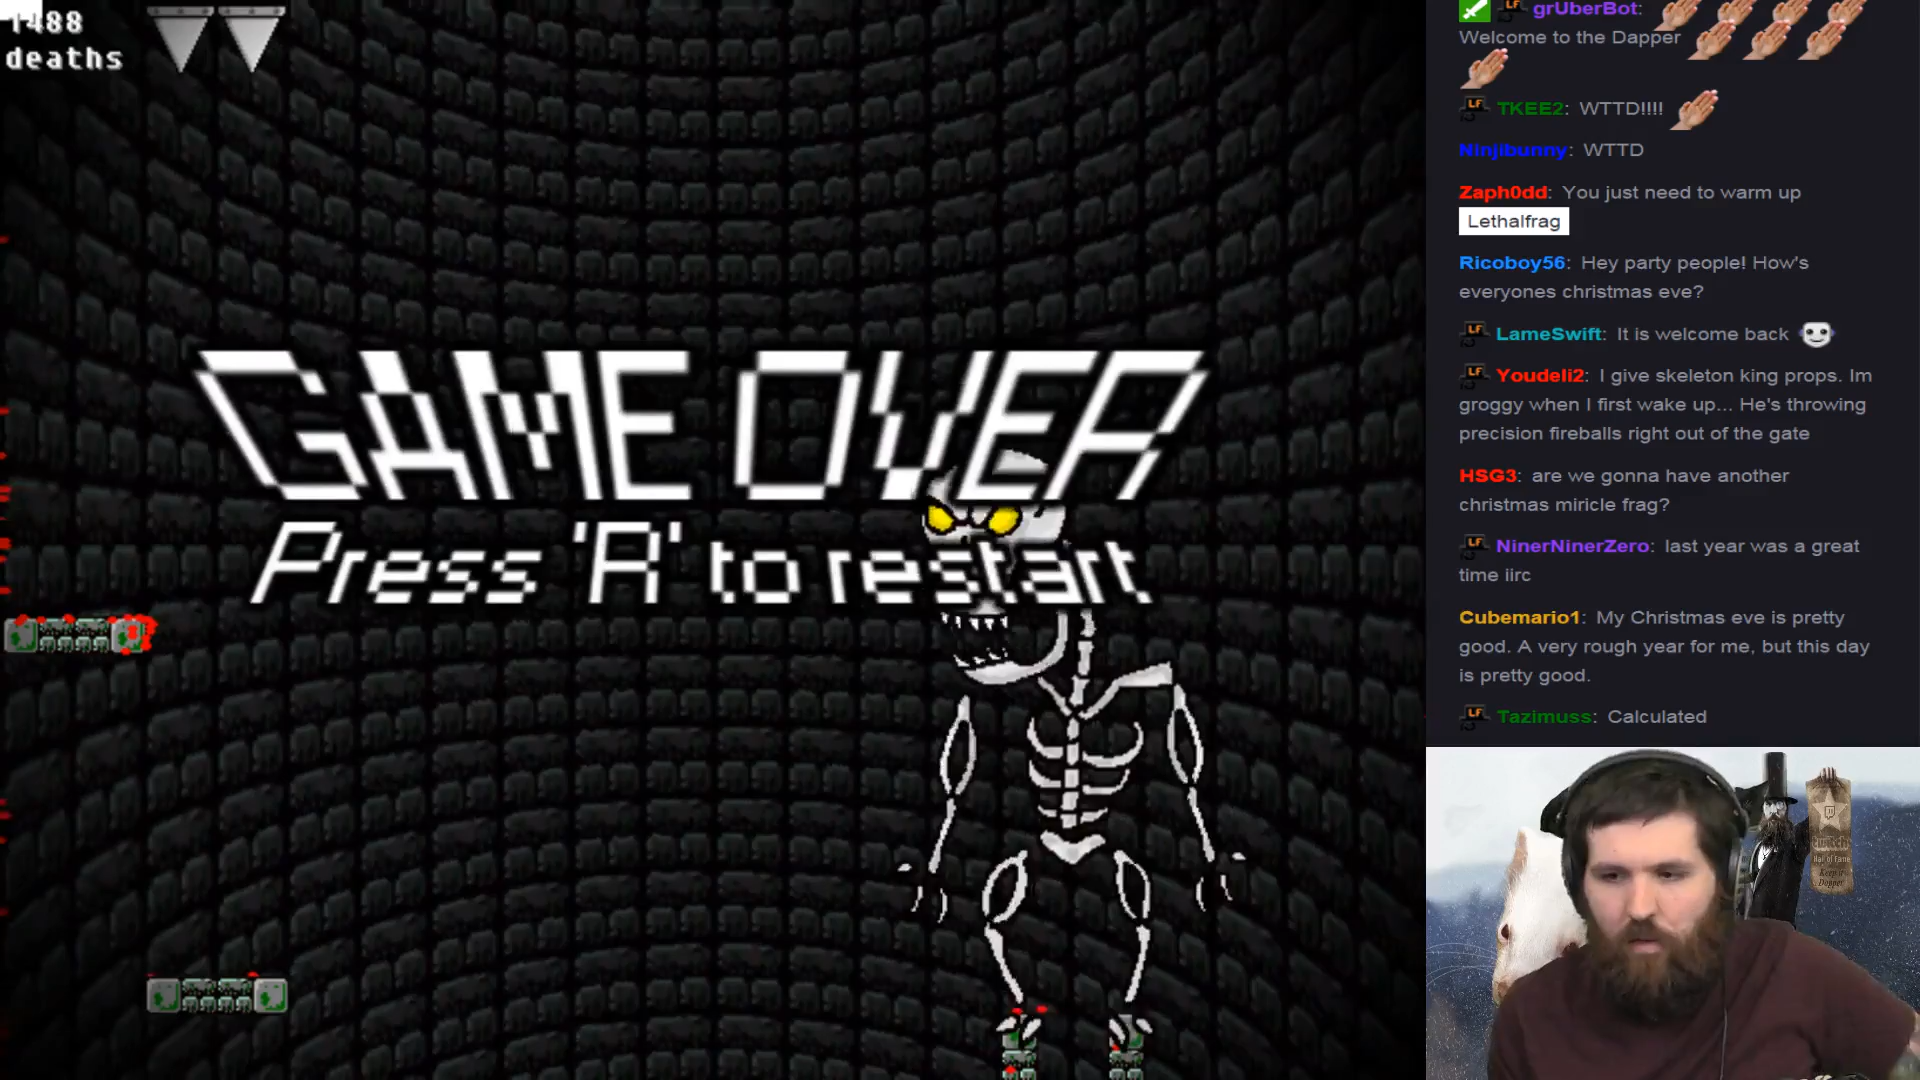 1488
deaths
GAME OVER
Press 'R' to restart
grUberBot:
Welcome to the Dapper
TKEE2: WTTD!!!!
Ninjibunny: WTTD
Zaph0dd: You just need to warm up
Lethalfrag
Ricoboy56: Hey party people! How's
everyones christmas eve?
LameSwift: It is welcome back
Youdeli2: I give skeleton king props. Im
groggy when I first wake up... He's throwing
precision fireballs right out of the gate
HSG3: are we gonna have another
christmas miricle frag?
NinerNinerZero: last year was a great
time iirc
Cubemario1: My Christmas eve is pretty
good. A very rough year for me, but this day
is pretty good.
Tazimuss: Calculated